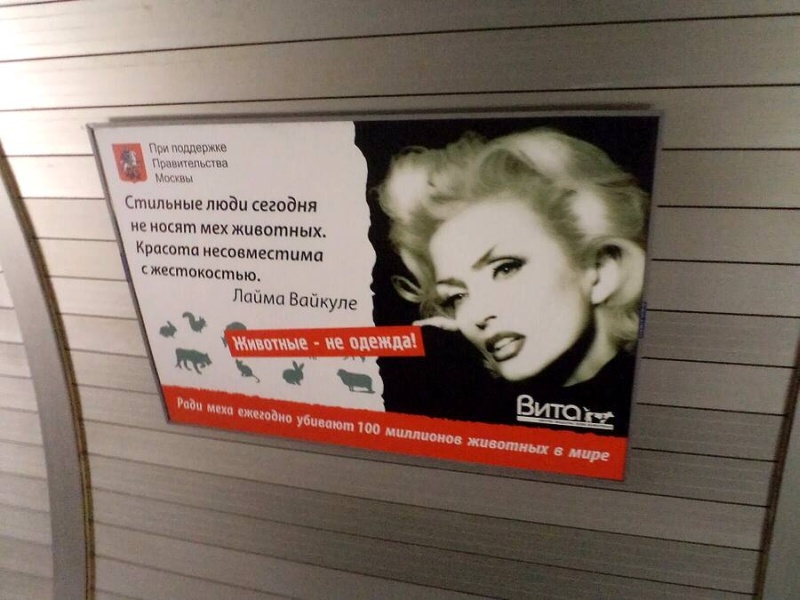 При поддержке
Правительства
Москвы
Стильные люди сегодня
не носят мех животных.
Красота несовместима
с жестокостью.
Лайма Вайкуле
Животные - не одежда!
Вита
Ради меха ежегодно убивают 100 миллионов животных в мире